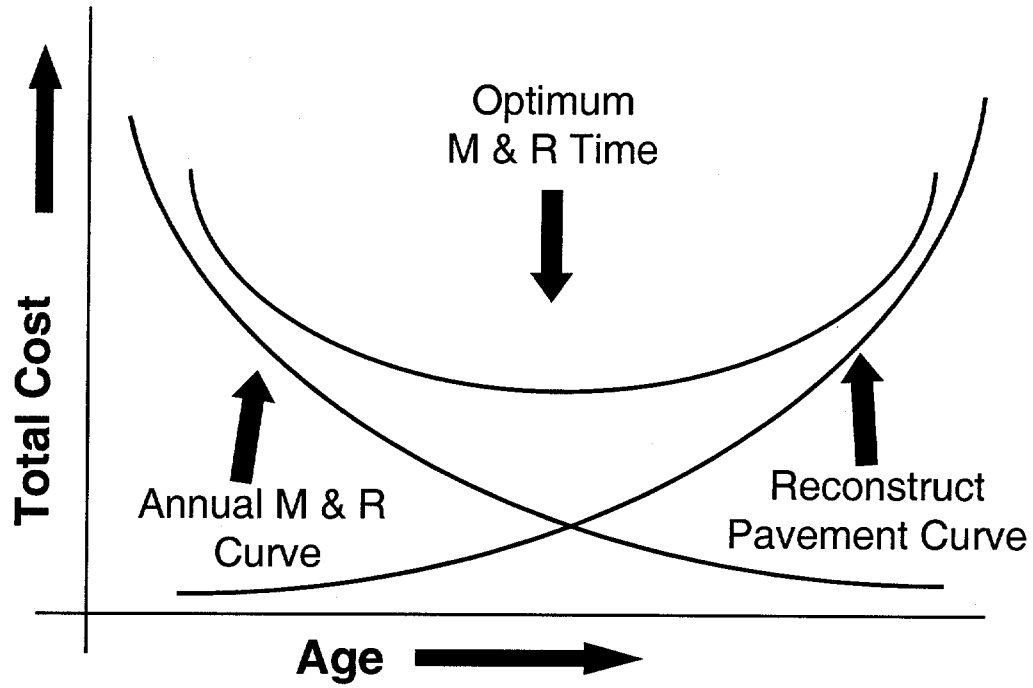 Optimum
M & R Time
Total Cost
Annual M & R
Curve
Reconstruct
Pavement Curve
Age